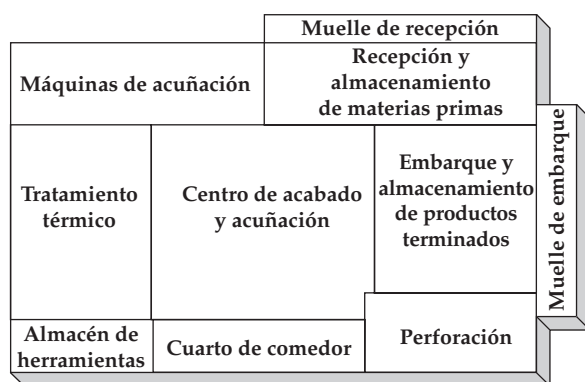 Muelle de recepción
Máquinas de acuñación
Recepción y
almacenamiento
de materias primas
Muelle de embarque
Tratamiento
térmico
Centro de acabado
y acuñación
Embarque y
almacenamiento
de productos
terminados
Almacén de
herramientas
Cuarto de comedor
Perforación